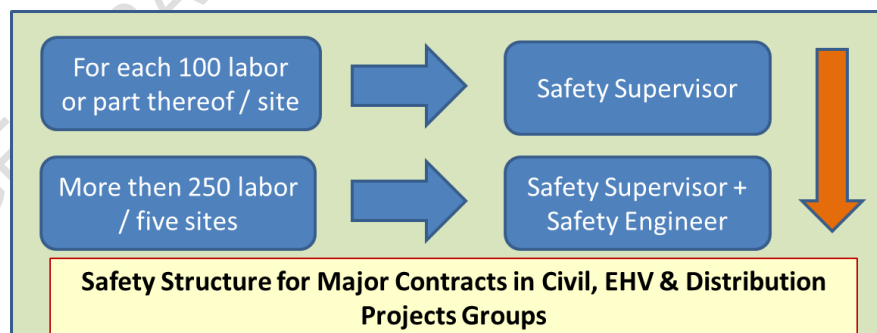 For each 100 labor
or part thereof / site
Safety Supervisor
More then 250 labor
/ five sites
Safety Supervisor +
Safety Engineer
Safety Structure for Major Contracts in Civil, EHV & Distribution
Projects Groups